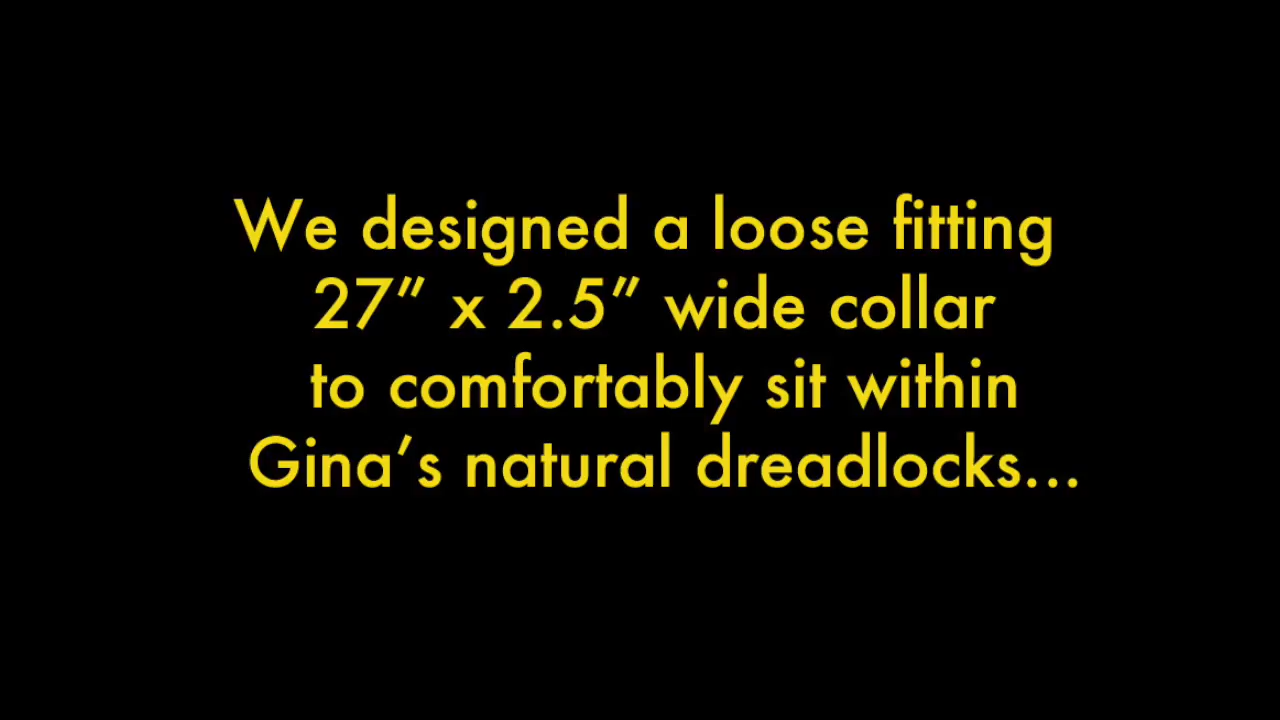 We designed a loose fitting
27” x 2.5” wide collar
to comfortably sit within
Gina’s natural dreadlocks...